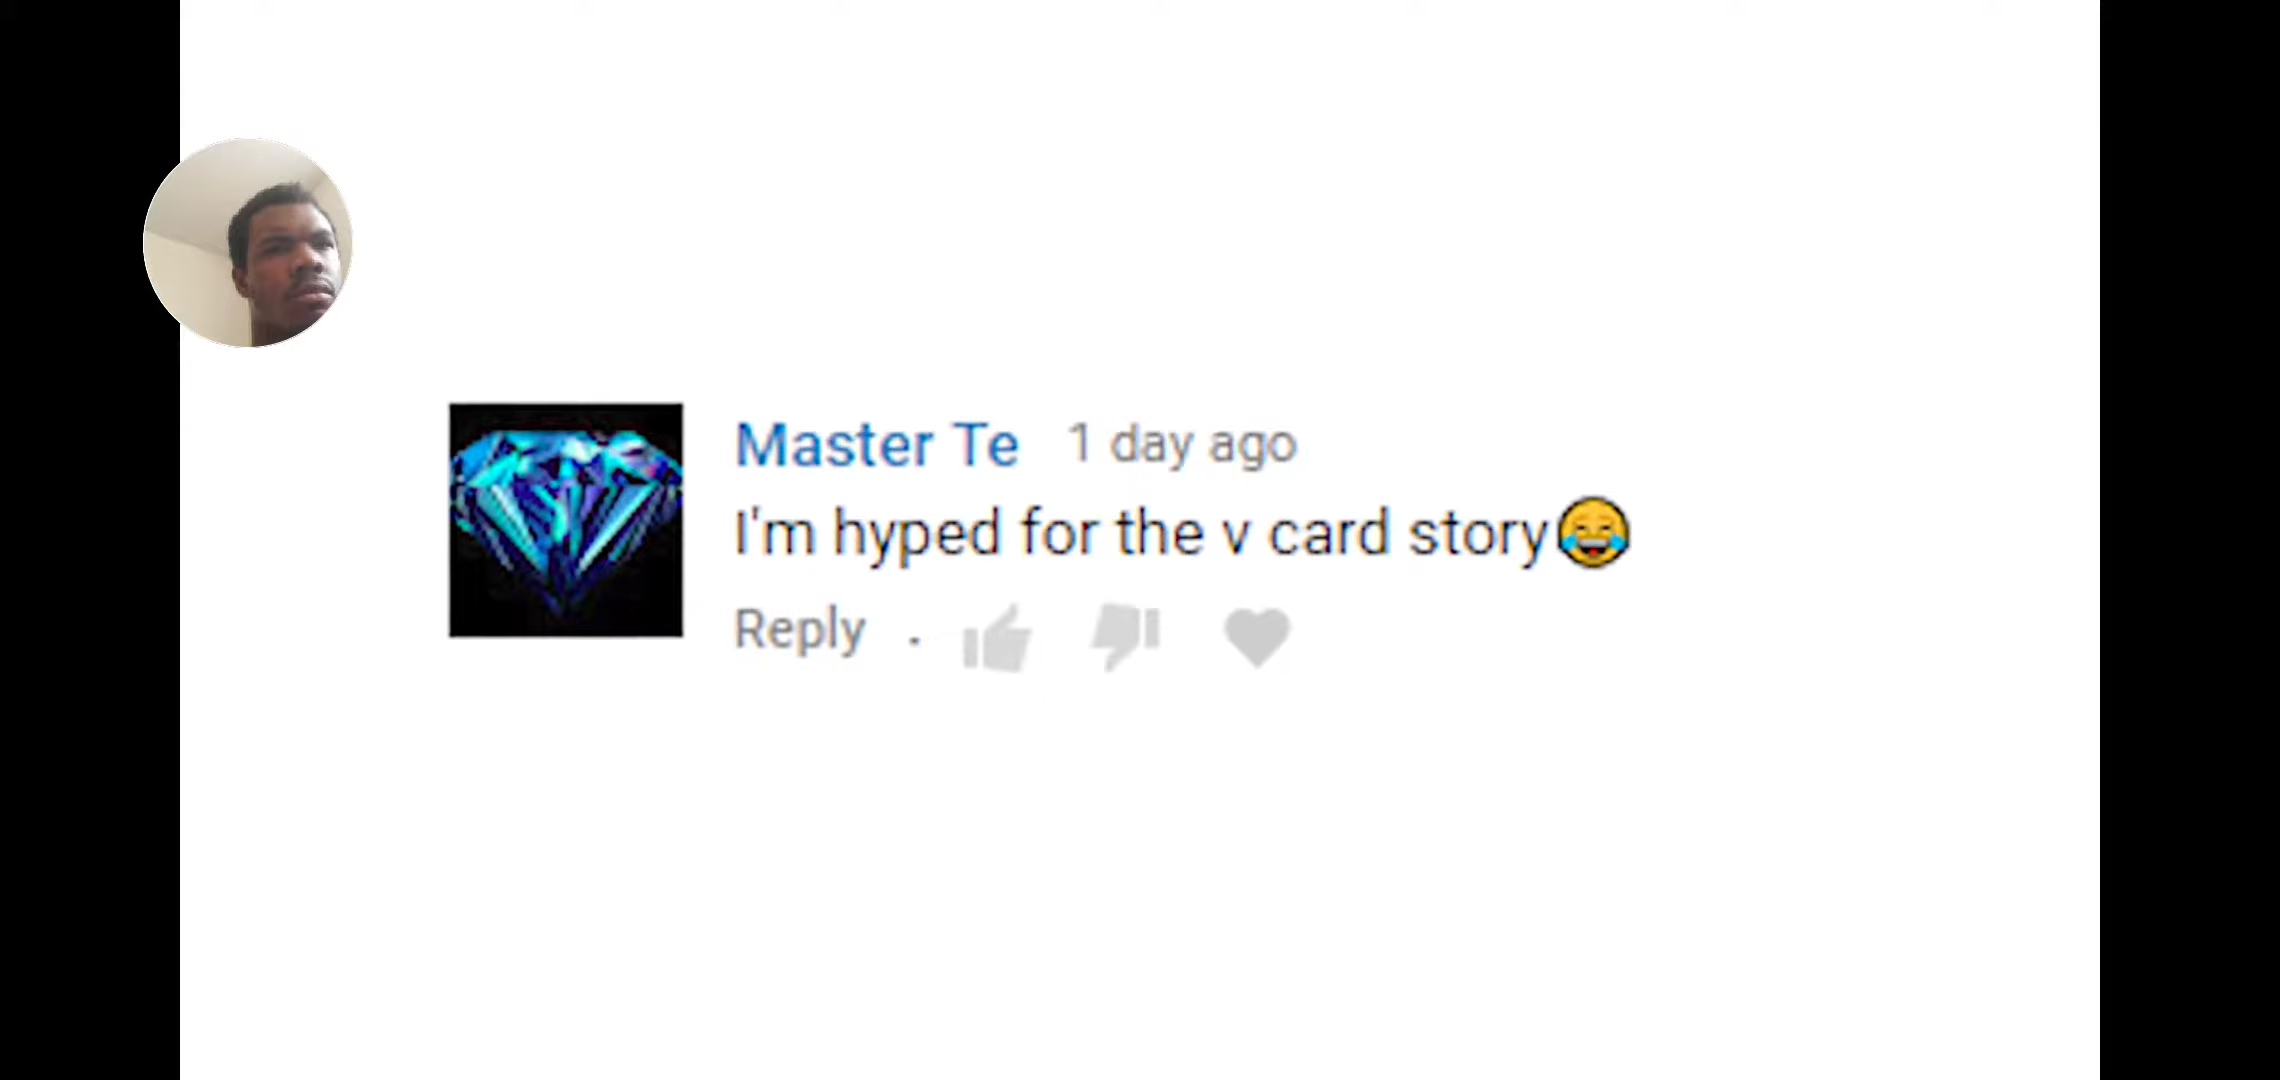 Master Te 1 day ago
I'm hyped for the v card story😂
Reply .